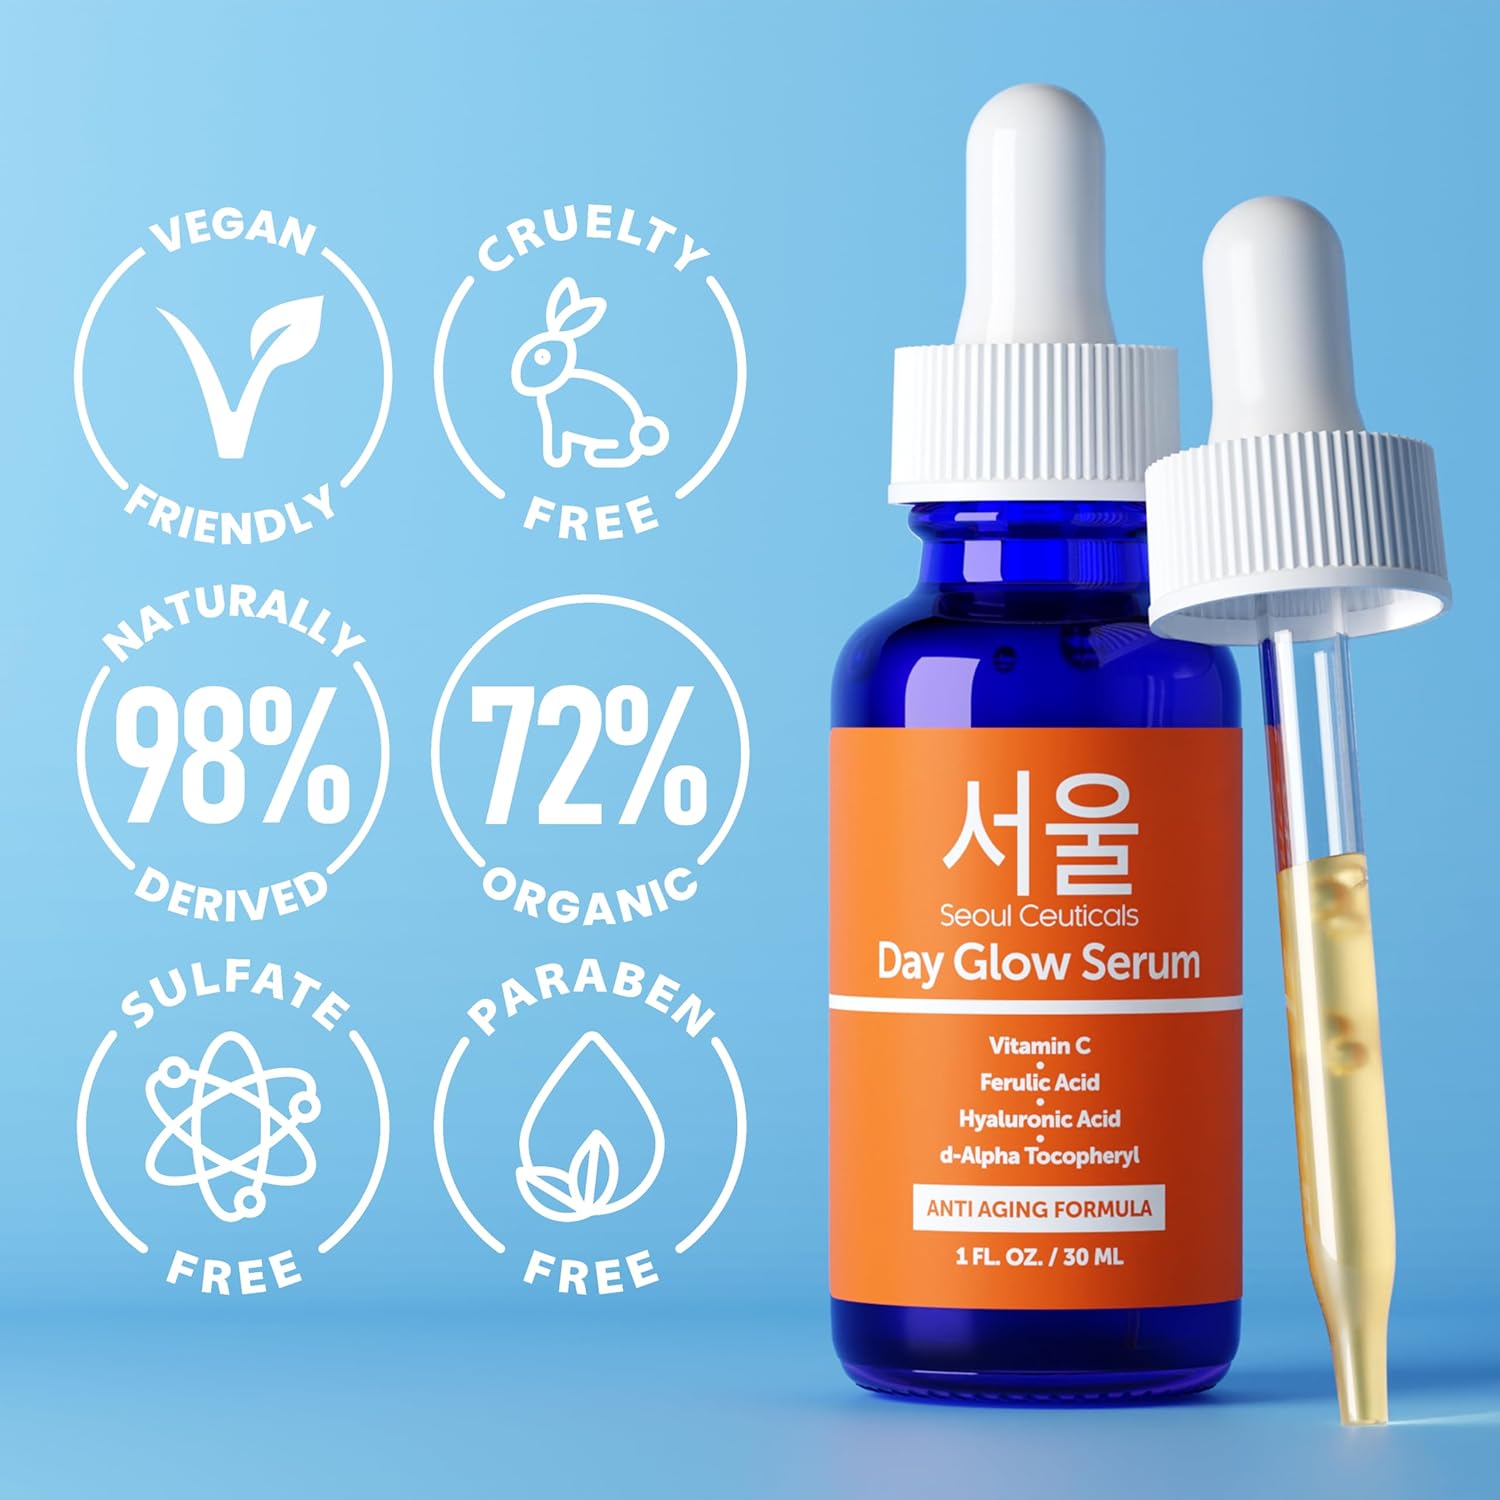 VEGAN
FRIENDLY
CRUELTY
FREE
NATURALLY
98%
DERIVED
72%
ORGANIC
SULFATE
FREE
PARABEN
FREE
서울
Seoul Ceuticals
Day Glow Serum
Vitamin C
•
Ferulic Acid
•
Hyaluronic Acid
•
d-Alpha Tocopheryl
ANTI AGING FORMULA
1 FL. OZ. / 30 ML